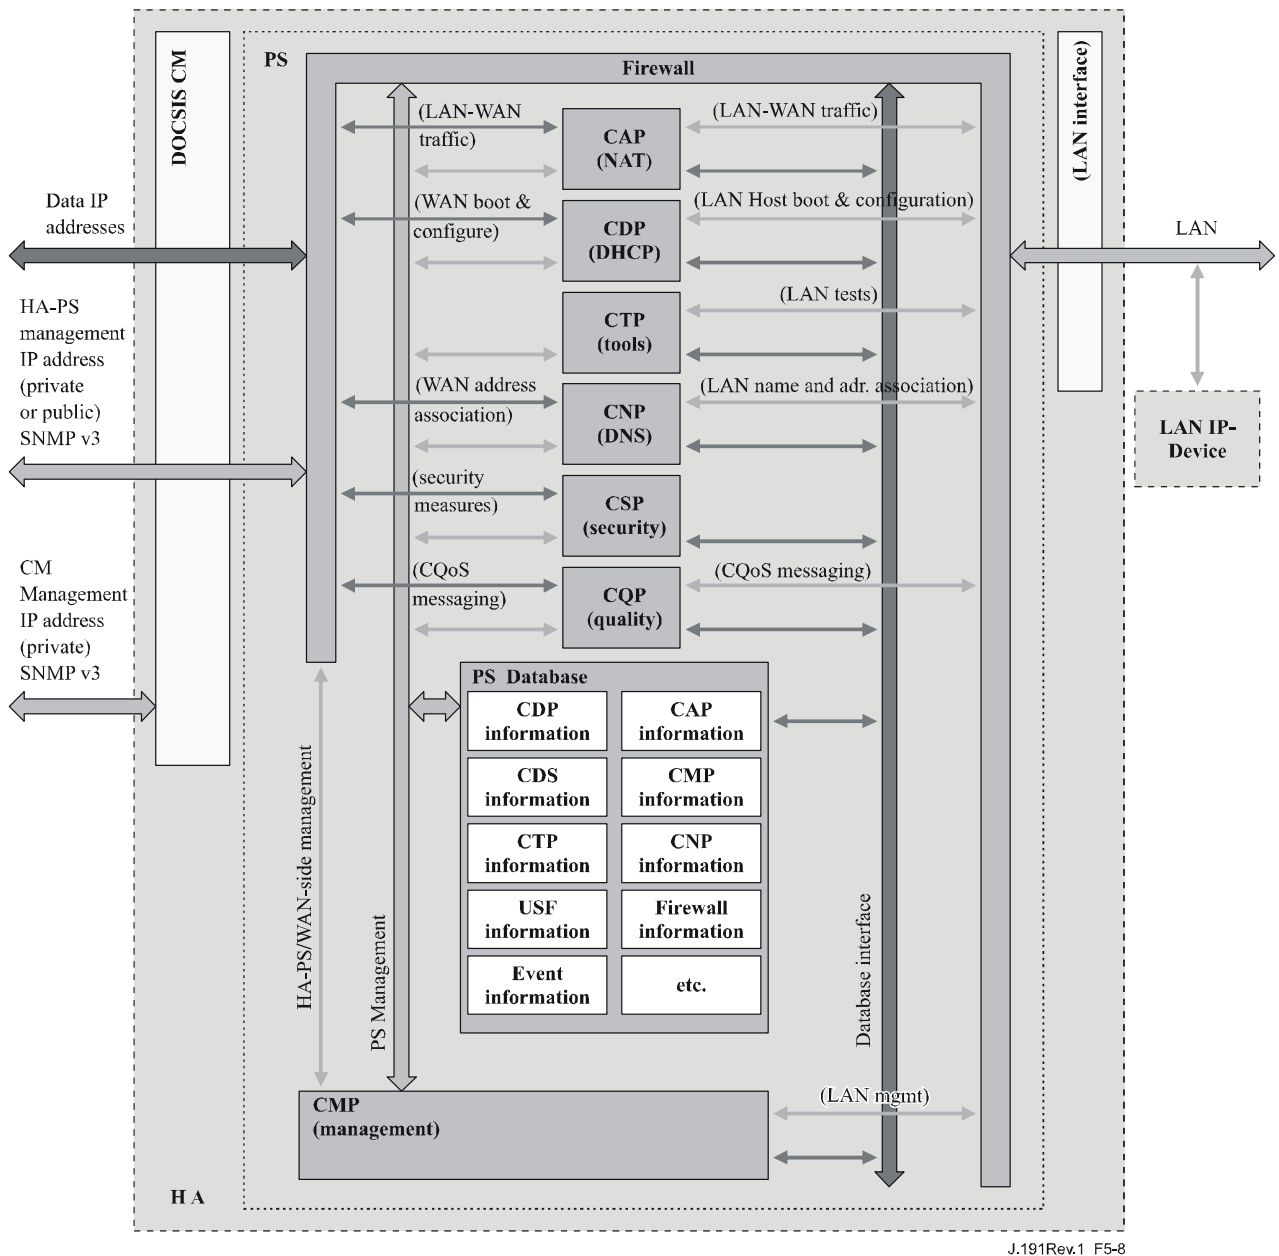 DOCSIS CM
PS
Firewall
(LAN interface)
(LAN-WAN
traffic)
CAP
(NAT)
(LAN-WAN traffic)
Data IP
addresses
(WAN boot &
configure)
CDP
(DHCP)
(LAN Host boot & configuration)
LAN
HA-PS
management
IP address
(private
or public)
SNMP v3
CTP
(tools)
(LAN tests)
(WAN address
association)
CNP
(DNS)
(LAN name and adr. association)
LAN IP-
Device
(security
measures)
CSP
(security)
CM
Management
IP address
(private)
SNMP v3
(CQoS
messaging)
CQP
(quality)
(CQoS messaging)
PS Database
CDP
information
CAP
information
CDS
information
CMP
information
CTP
information
CNP
information
USF
information
Firewall
information
Event
information
etc.
HA-PS/WAN-side management
PS Management
Database interface
CMP
(management)
(LAN mgmt)
H A
J.191Rev.1 F5-8